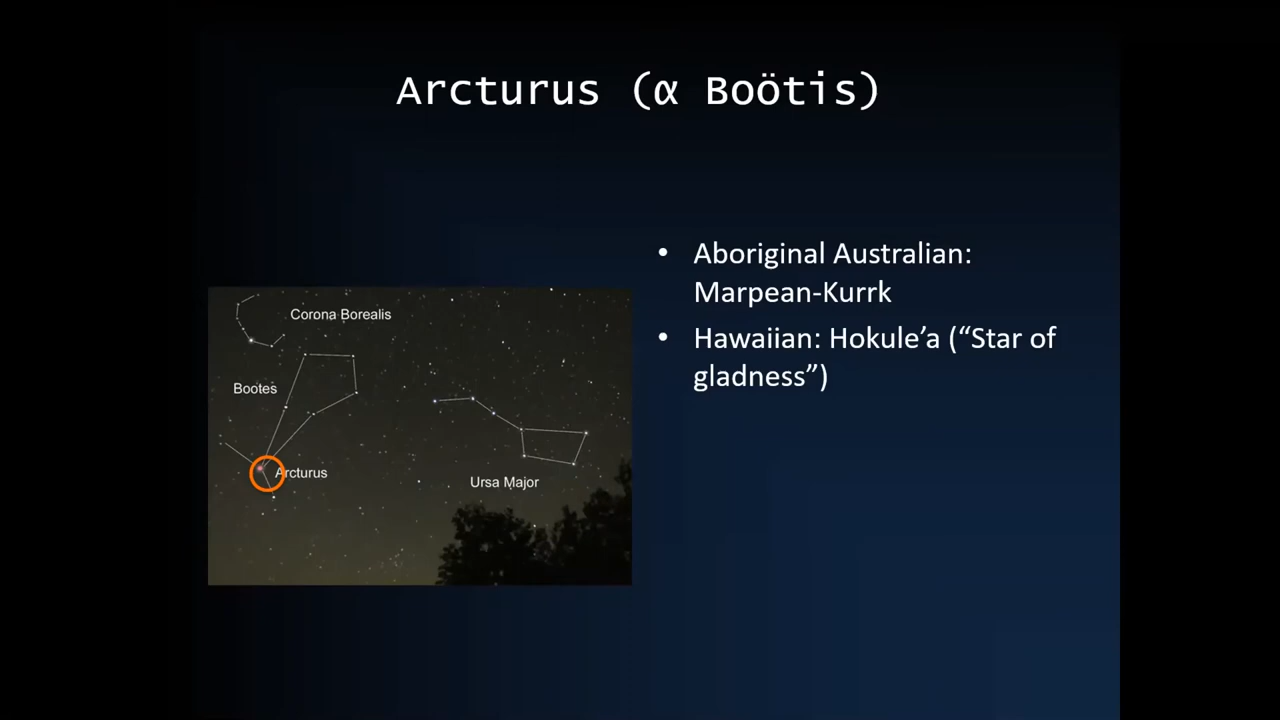 Arcturus (α Boötis)
• Aboriginal Australian:
Marpean-Kurrk
• Hawaiian: Hokule’a (“Star of
gladness”)
Corona Borealis
Bootes
Arcturus
Ursa Major